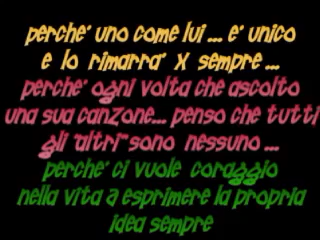 perche' uno come lui ... e' unico
e lo rimarra' x sempre ...
perche' ogni volta che ascolto
una sua canzone... penso che tutti
gli "altri" sono nessuno ...
perche' ci vuole coraggio
nella vita a esprimere la propria
idea sempre